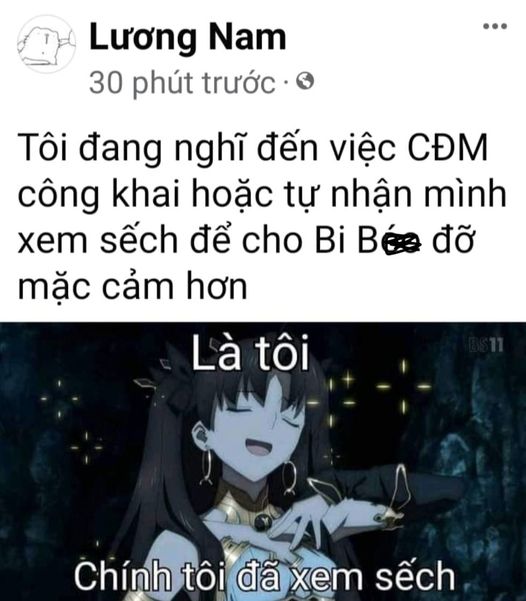 Lương Nam
30 phút trước ·
Tôi đang nghĩ đến việc CĐM
công khai hoặc tự nhận mình
xem sếch để cho Bi B đỡ
mặc cảm hơn
BS11
Là tôi
Chính tôi đã xem sếch